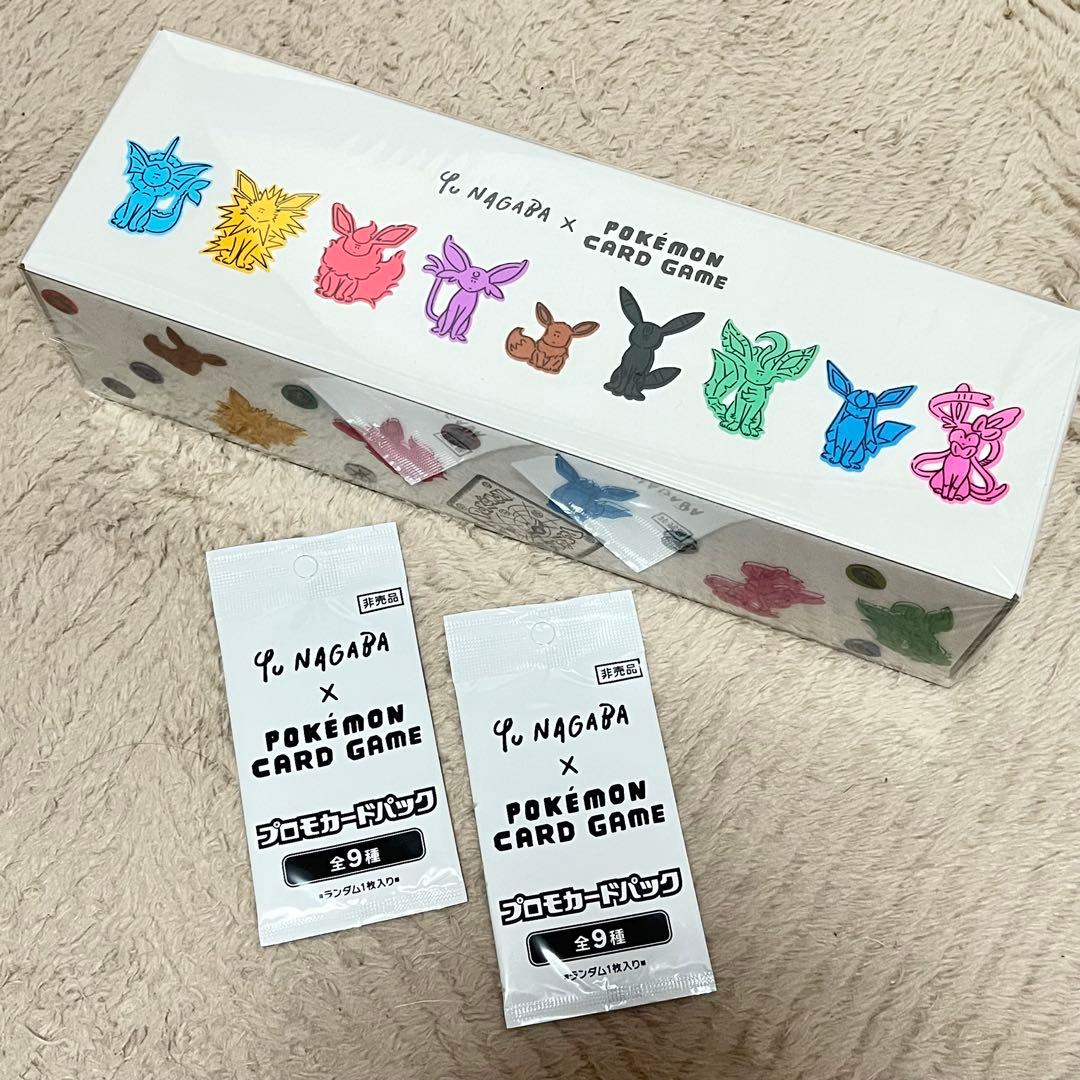 Yu NAGABA × POKÉMON
CARD GAME
非売品
Yu NAGABA
×
POKÉMON
CARD GAME
プロモカードパック
全9種
■ランダム1枚入り■
非売品
Yu NAGABA
×
POKÉMON
CARD GAME
プロモカードパック
全9種
■ランダム1枚入り■